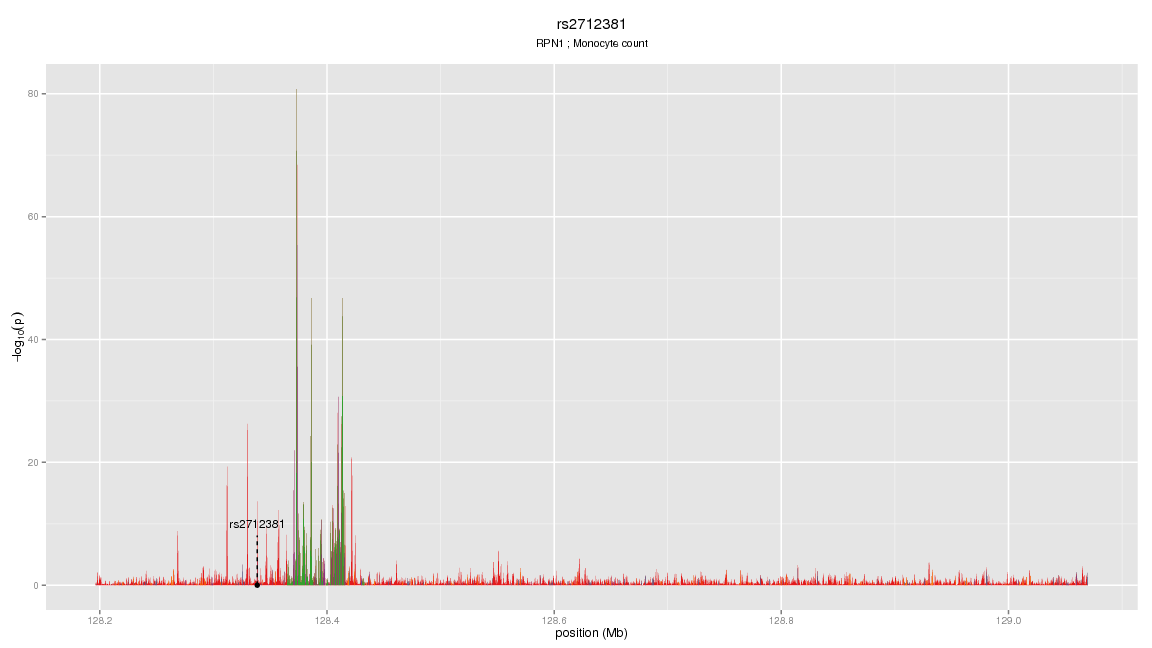 rs2712381
RPN1 ; Monocyte count
80
60
40
20
0
rs2712381
128.2
128.4
128.6
128.8
129.0
position (Mb)
−log₁₀(p)